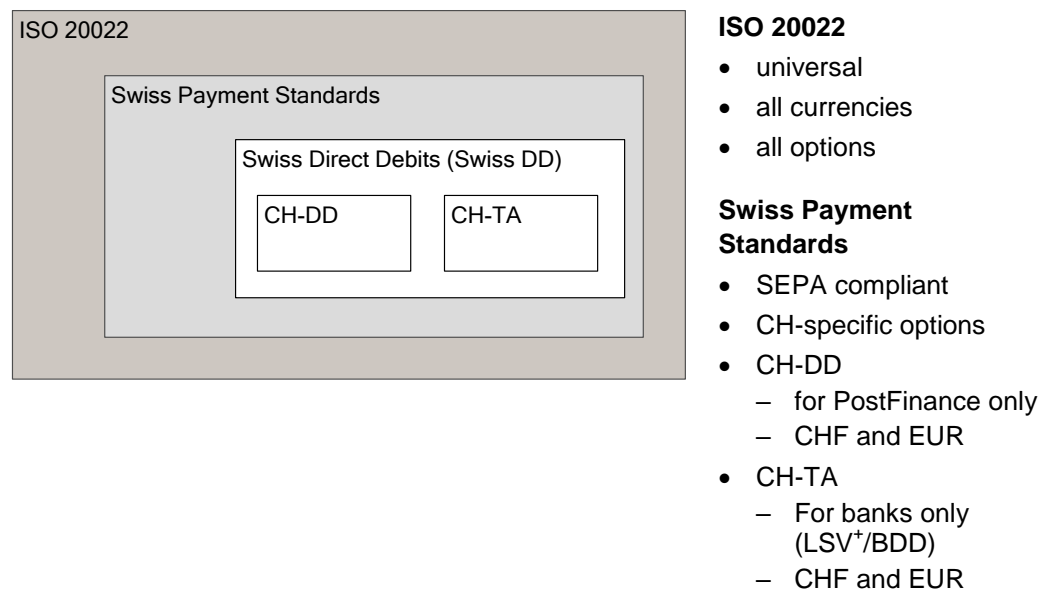 ISO 20022
Swiss Payment Standards
Swiss Direct Debits (Swiss DD)
CH-DD
CH-TA
ISO 20022
• universal
• all currencies
• all options
Swiss Payment
Standards
• SEPA compliant
• CH-specific options
• CH-DD
– for PostFinance only
– CHF and EUR
• CH-TA
– For banks only
(LSV⁺/BDD)
– CHF and EUR